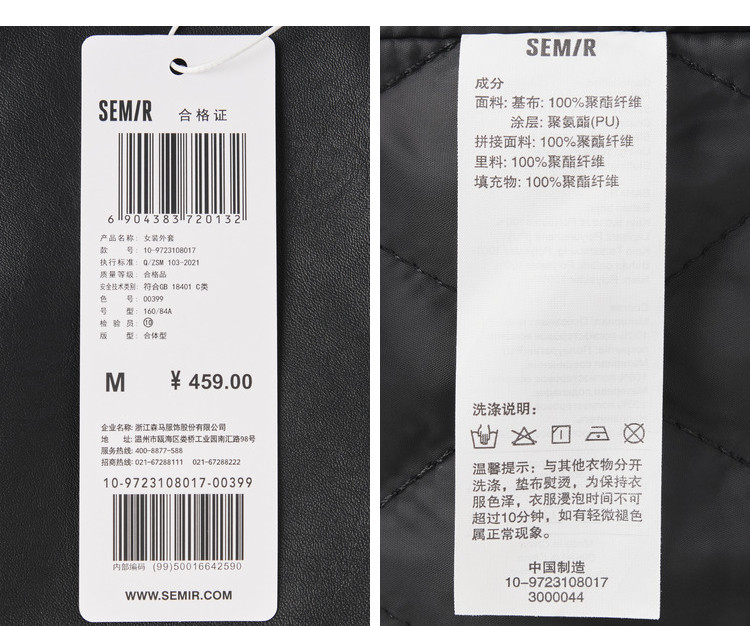 SEM/R 合格证
6 904383 720132
产品名称: 女装外套
款 号: 10-9723108017
执行标准: Q/ZSM 103-2021
质量等级: 合格品
安全技术类别: 符合GB 18401 C类
色 号: 00399
号 型: 160/84A
检 验 员: ⑩
版 型: 合体型
M ¥ 459.00
企业名称: 浙江森马服饰股份有限公司
地 址: 温州市瓯海区娄桥工业园南汇路98号
服务热线: 400-8877-588
招商热线: 021-67288111 021-67288222
10-9723108017-00399
内部编码 (99)50016642590
WWW.SEMIR.COM
SEM/R
成分
面料: 基布: 100%聚酯纤维
涂层: 聚氨酯(PU)
拼接面料: 100%聚酯纤维
里料: 100%聚酯纤维
填充物: 100%聚酯纤维
洗涤说明:
温馨提示: 与其他衣物分开
洗涤, 垫布熨烫, 为保持衣
服色泽, 衣服浸泡时间不可
超过10分钟, 如有轻微褪色
属正常现象。
中国制造
10-9723108017
3000044